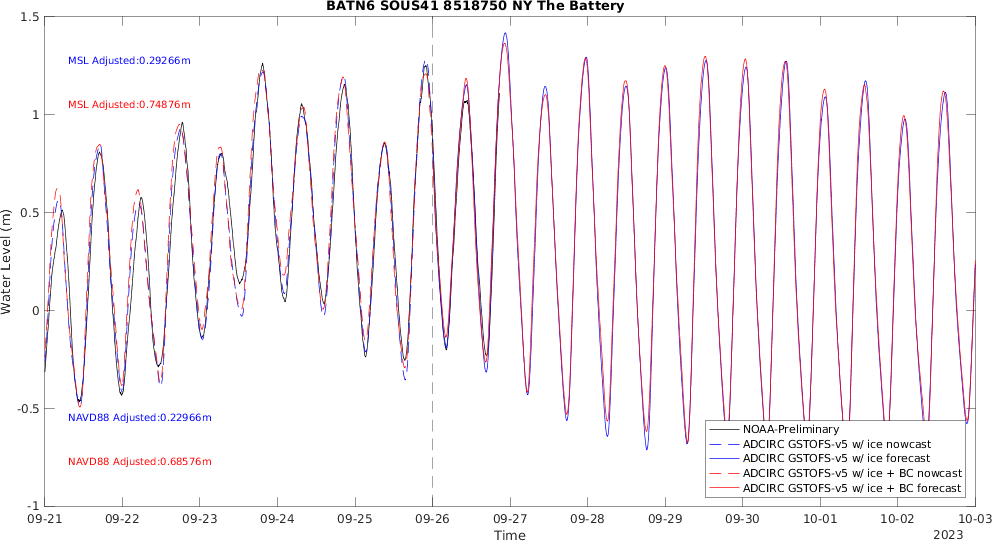 BATN6 SOUS41 8518750 NY The Battery
1.5
MSL Adjusted:0.29266m
MSL Adjusted:0.74876m
1
0.5
Water Level (m)
0
-0.5
NAVD88 Adjusted:0.22966m
NAVD88 Adjusted:0.68576m
NOAA-Preliminary
ADCIRC GSTOFS-v5 w/ ice nowcast
ADCIRC GSTOFS-v5 w/ ice forecast
ADCIRC GSTOFS-v5 w/ ice + BC nowcast
ADCIRC GSTOFS-v5 w/ ice + BC forecast
-1
09-21 09-22 09-23 09-24 09-25 09-26 09-27 09-28 09-29 09-30 10-01 10-02 10-03
Time
2023